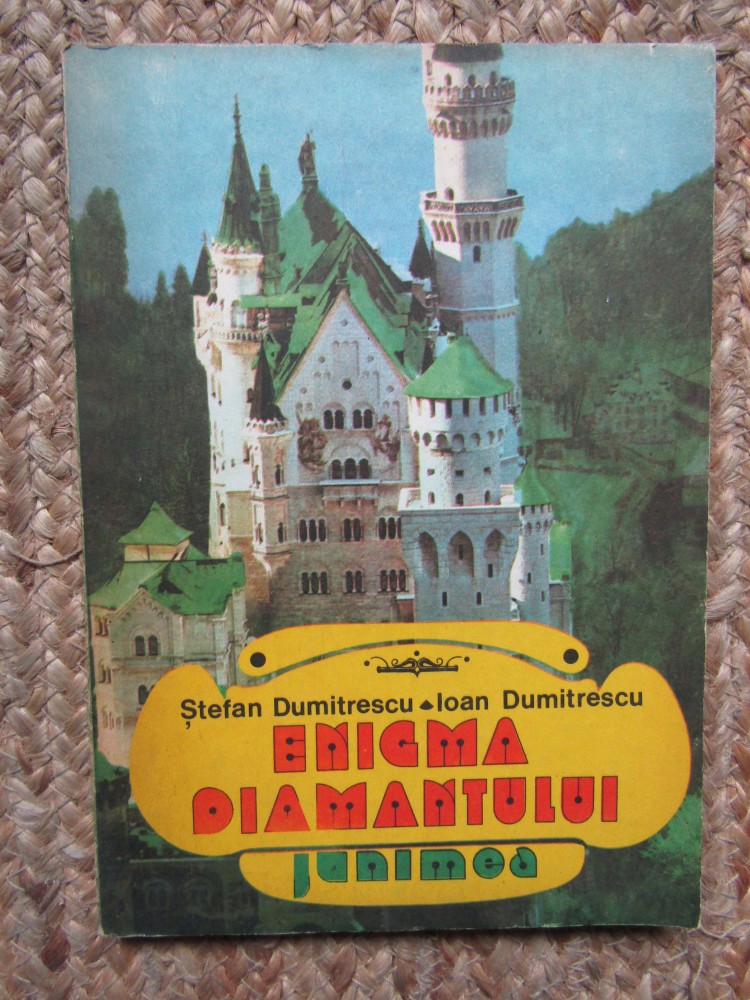 Ștefan Dumitrescu Ioan Dumitrescu
ENIGMA
DIAMANTULUI
junimea